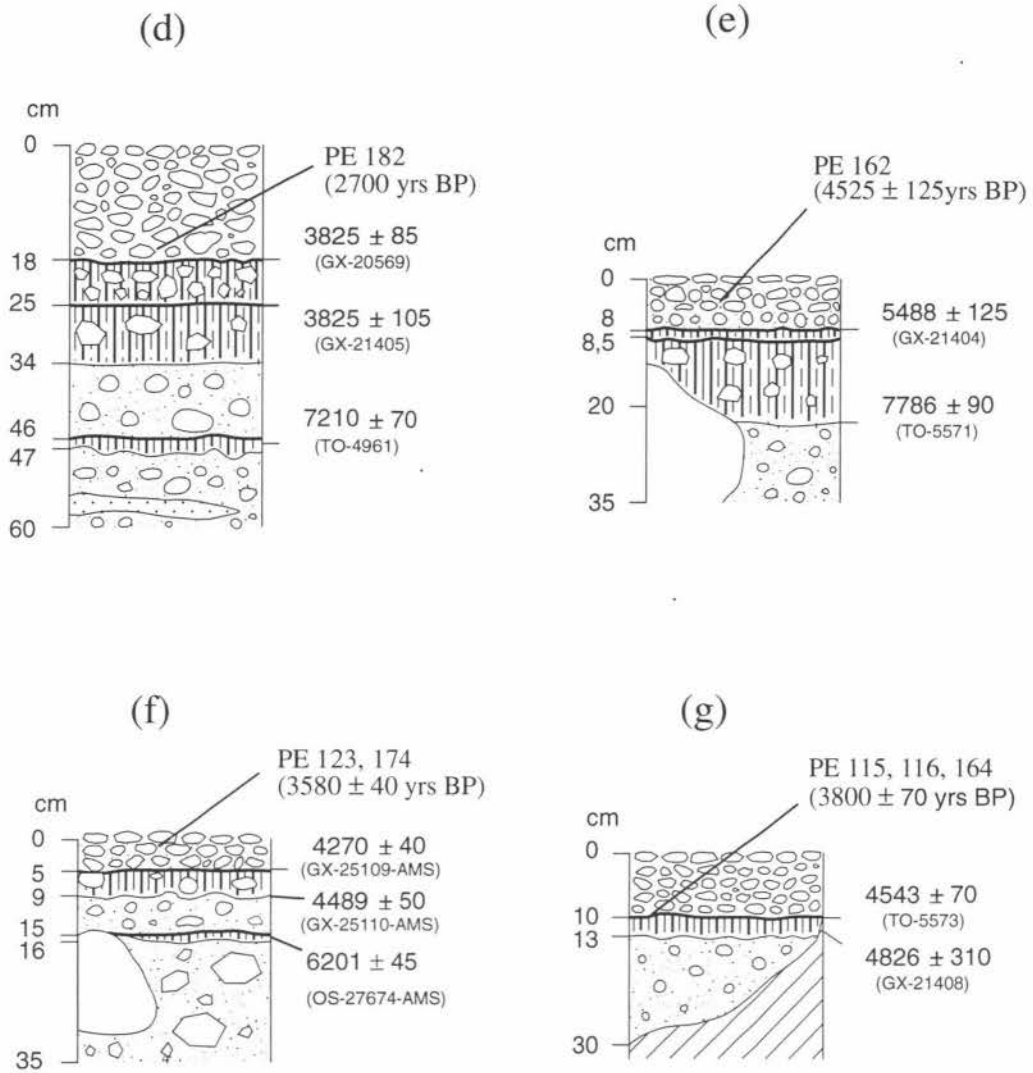 (d)
cm
0
18
25
34
46
47
60
PE 182
(2700 yrs BP)
3825 ± 85
(GX-20569)
3825 ± 105
(GX-21405)
7210 ± 70
(TO-4961)
(e)
cm
0
8
8,5
20
35
PE 162
(4525 ± 125yrs BP)
5488 ± 125
(GX-21404)
7786 ± 90
(TO-5571)
(f)
cm
0
5
9
15
16
35
PE 123, 174
(3580 ± 40 yrs BP)
4270 ± 40
(GX-25109-AMS)
4489 ± 50
(GX-25110-AMS)
6201 ± 45
(OS-27674-AMS)
(g)
cm
0
10
13
30
PE 115, 116, 164
(3800 ± 70 yrs BP)
4543 ± 70
(TO-5573)
4826 ± 310
(GX-21408)